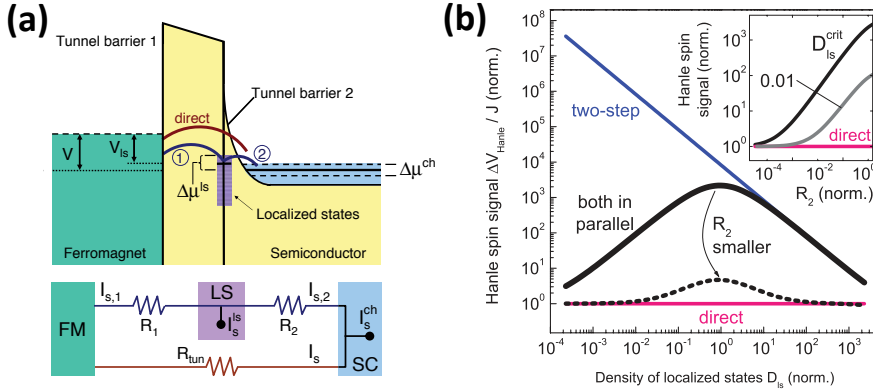 (a)
Tunnel barrier 1
Tunnel barrier 2
direct
V
V_ls
①
②
Δμ^ls
Δμ^ch
Localized states
Ferromagnet
Semiconductor
I_s,1
LS
I_s,2
FM
R_1
I_s^ls
R_2
I_s^ch
R_tun
I_s
SC
(b)
Hanle spin signal ΔV_Hanle / J (norm.)
10^8
10^7
10^6
10^5
10^4
10^3
10^2
10^1
10^0
10^-1
two-step
both in
parallel
R_2
smaller
direct
10^-4 10^-3 10^-2 10^-1 10^0 10^1 10^2 10^3
Density of localized states D_ls (norm.)
Hanle spin
signal (norm.)
10^3
10^2
10^1
10^0
D_ls^crit
0.01
direct
10^-4 10^-2 10^0
R_2 (norm.)